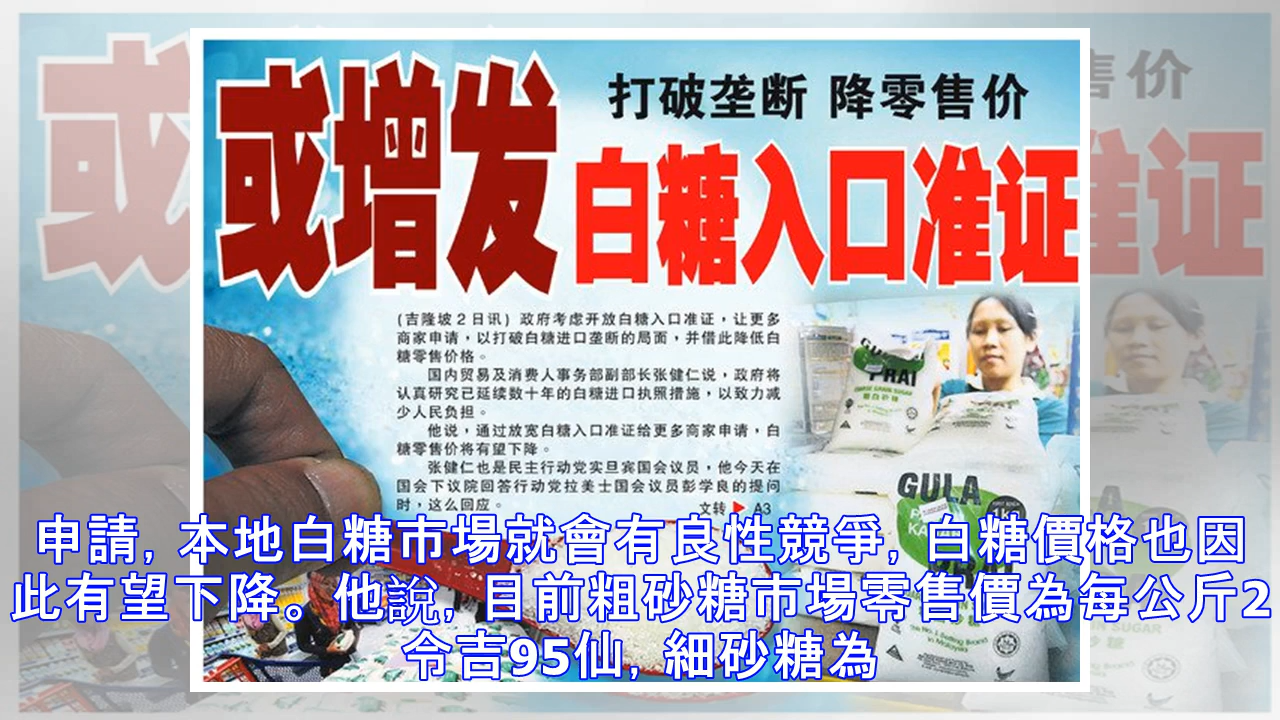 打破垄断 降零售价
或增发
白糖入口准证
(吉隆坡2日讯) 政府考虑开放白糖入口准证，让更多
商家申请，以打破白糖进口垄断的局面，并借此降低白
糖零售价格。
国内贸易及消费人事务部副部长张健仁说，政府将
认真研究已延续数十年的白糖进口执照措施，以致力减
少人民负担。
他说，通过放宽白糖入口准证给更多商家申请，白
糖零售价将有望下降。
张健仁也是民主行动党实旦宾国会议员，他今天在
国会下议院回答行动党拉美士国会议员彭学良的提问
时，这么回应。
文转 ▶ A3
GULA
PRAI
COARSE GRAIN SUGAR
GULA
1kg
申請, 本地白糖市場就會有良性競爭, 白糖價格也因
此有望下降。他說, 目前粗砂糖市場零售價為每公斤2
令吉95仙, 細砂糖為